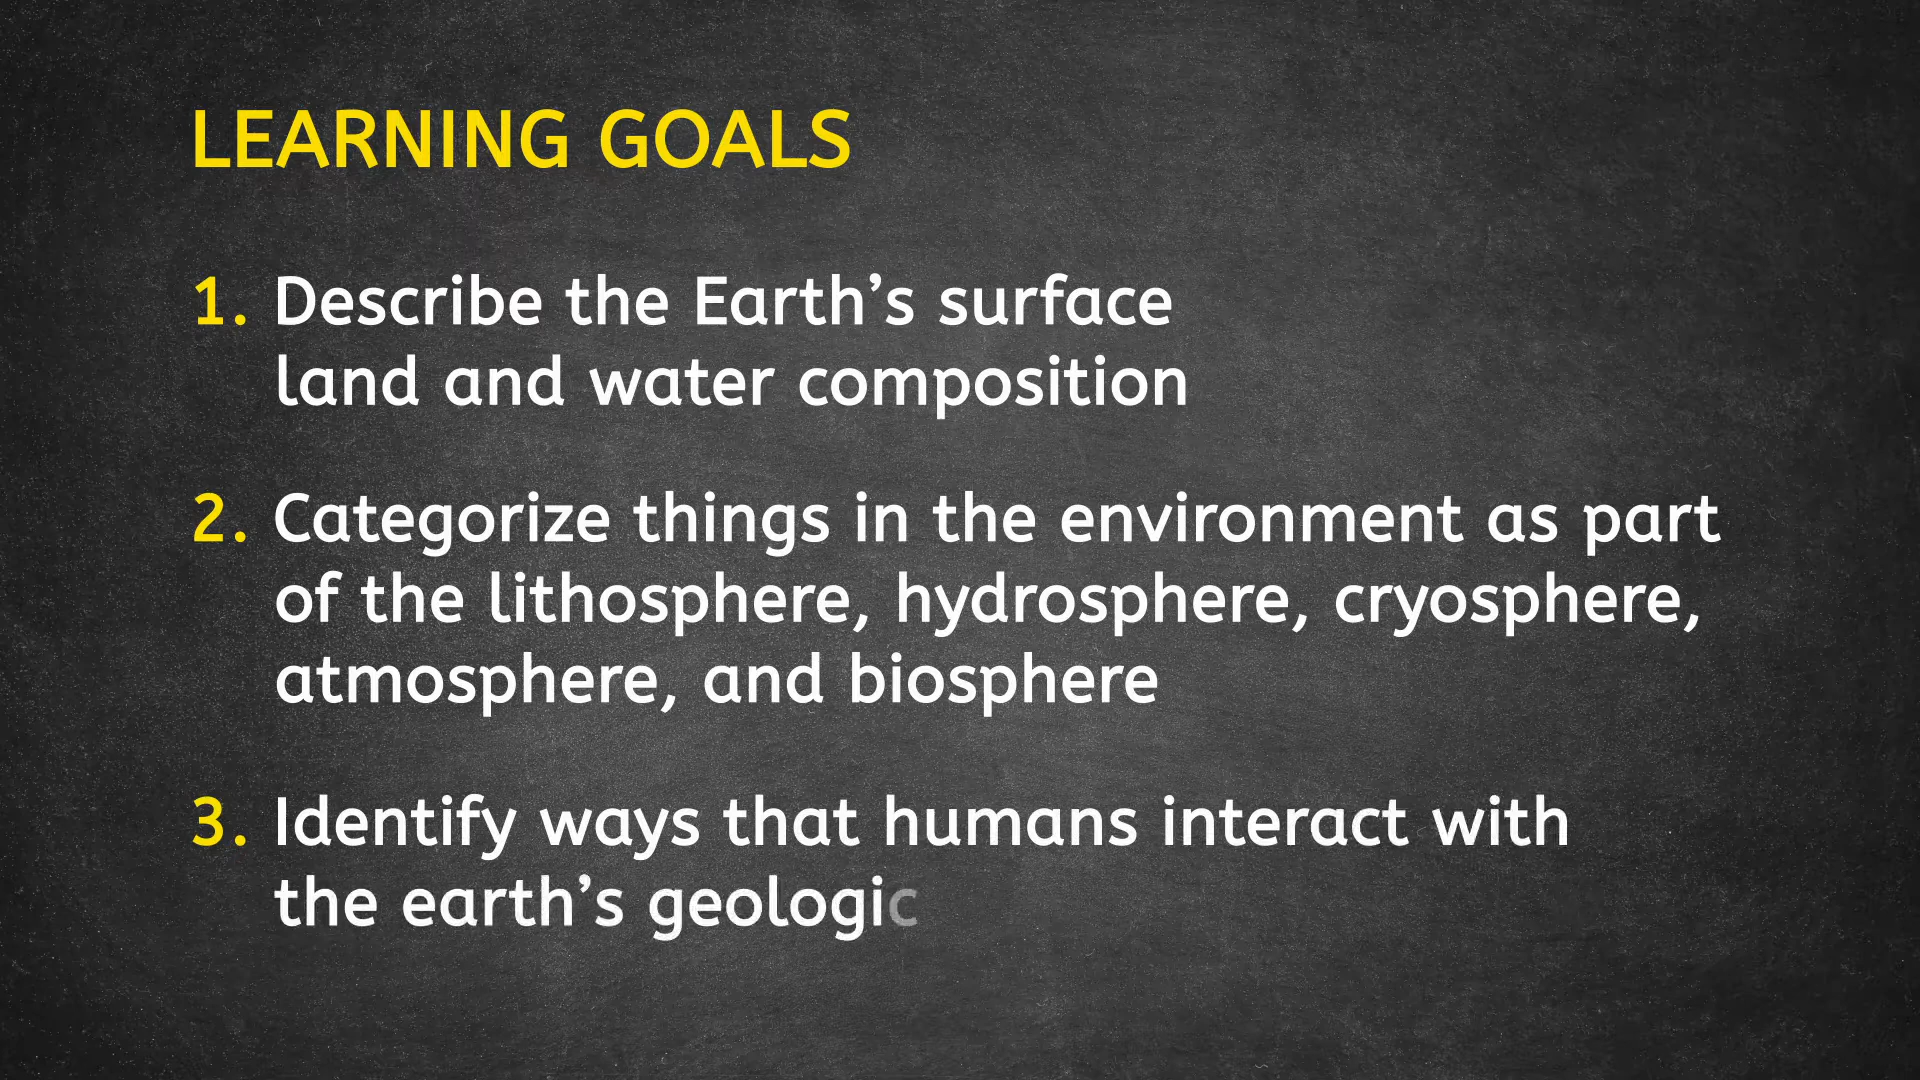 LEARNING GOALS
1. Describe the Earth’s surface
land and water composition
2. Categorize things in the environment as part
of the lithosphere, hydrosphere, cryosphere,
atmosphere, and biosphere
3. Identify ways that humans interact with
the earth’s geologic